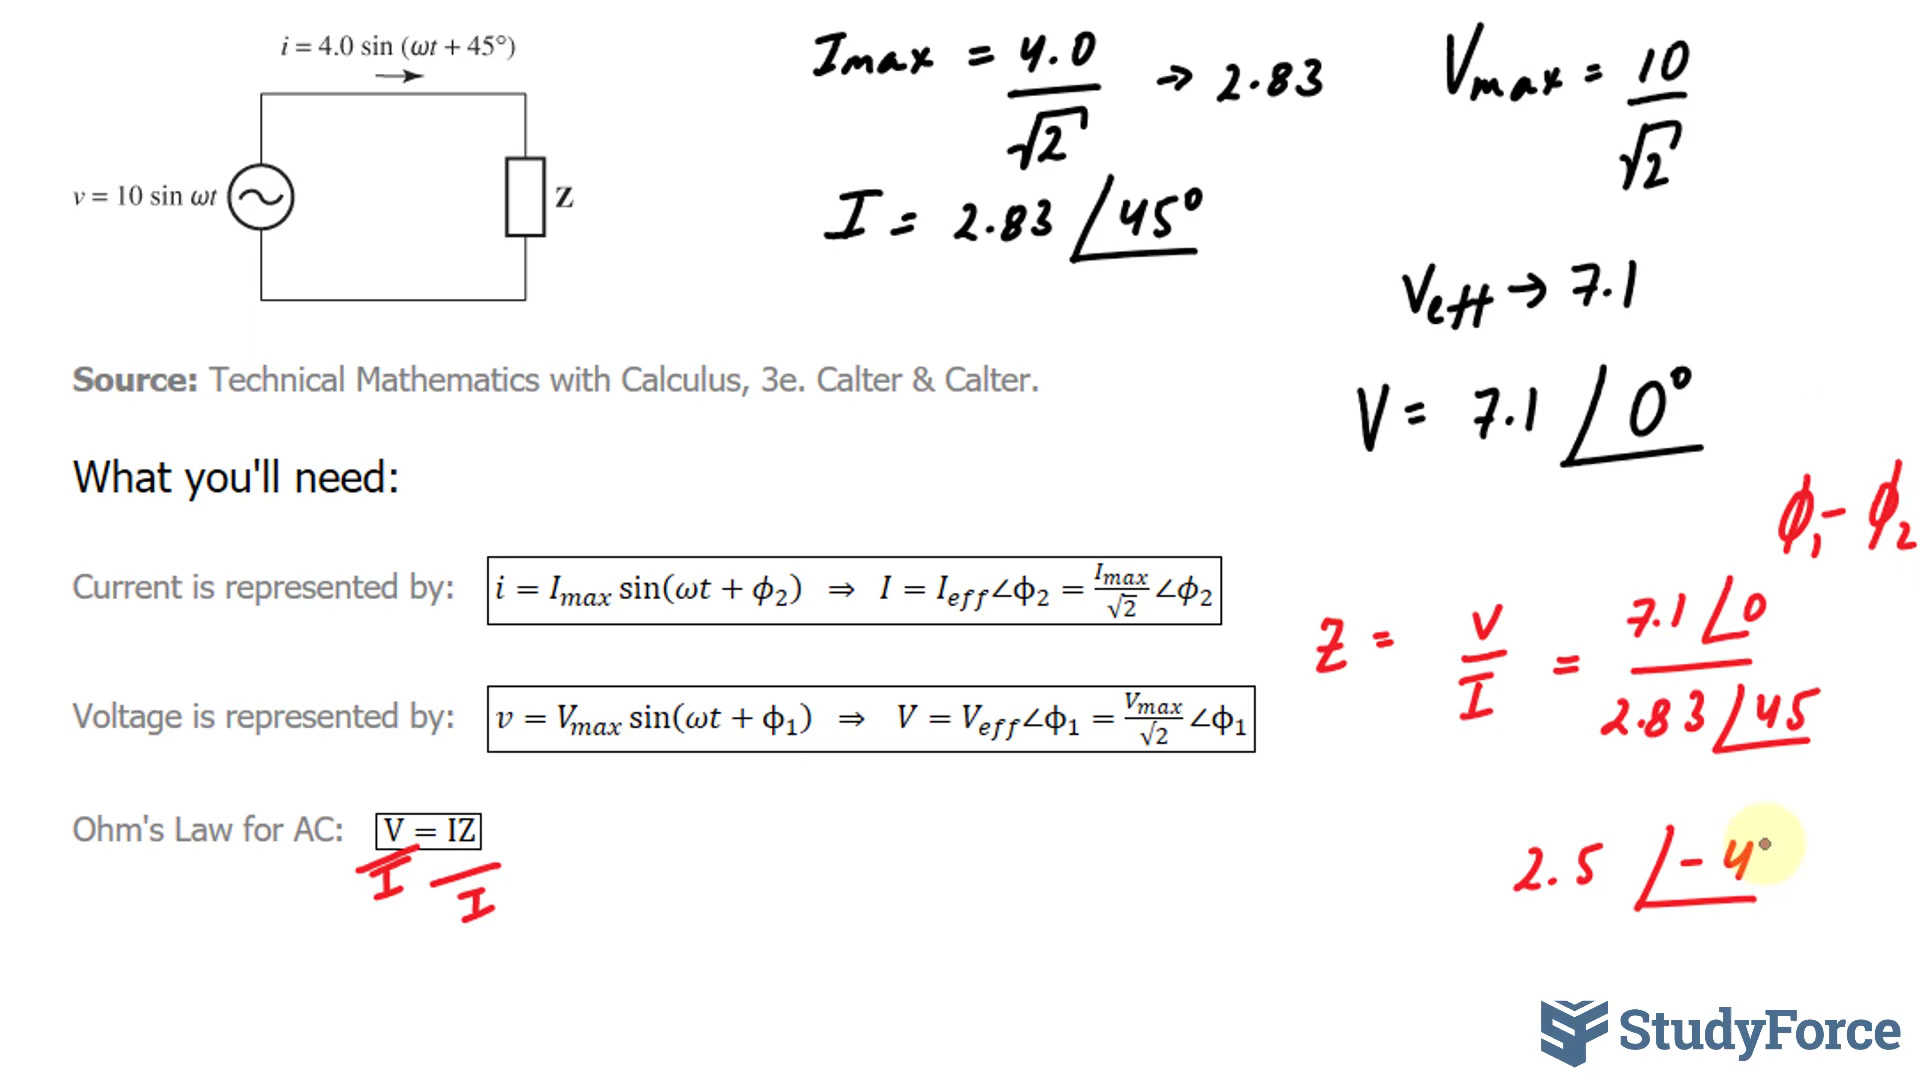 i = 4.0 sin (ωt + 45°)
v = 10 sin ωt
Z
Imax = 4.0/√2 → 2.83
I = 2.83 ∠45°
Vmax = 10/√2
Veff → 7.1
V = 7.1 ∠0°
Source: Technical Mathematics with Calculus, 3e. Calter & Calter.
What you'll need:
Current is represented by: i = Imax sin(ωt + ϕ2) ⇒ I = Ieff∠ϕ2 = Imax/√2 ∠ϕ2
Voltage is represented by: v = Vmax sin(ωt + ϕ1) ⇒ V = Veff∠ϕ1 = Vmax/√2 ∠ϕ1
Ohm's Law for AC: V = IZ
I I
ϕ1 - ϕ2
Z = V/I = 7.1∠0 / 2.83∠45
2.5 ∠-4
StudyForce